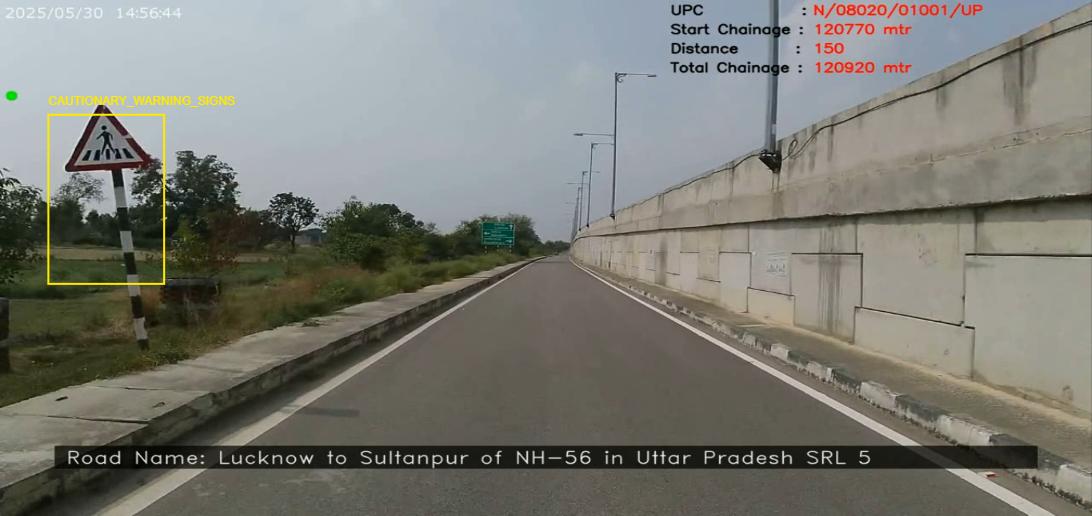 2025/05/30 14:56:44
UPC : N/08020/01001/UP
Start Chainage : 120770 mtr
Distance : 150
Total Chainage : 120920 mtr
CAUTIONARY_WARNING_SIGNS
Road Name: Lucknow to Sultanpur of NH-56 in Uttar Pradesh SRL 5